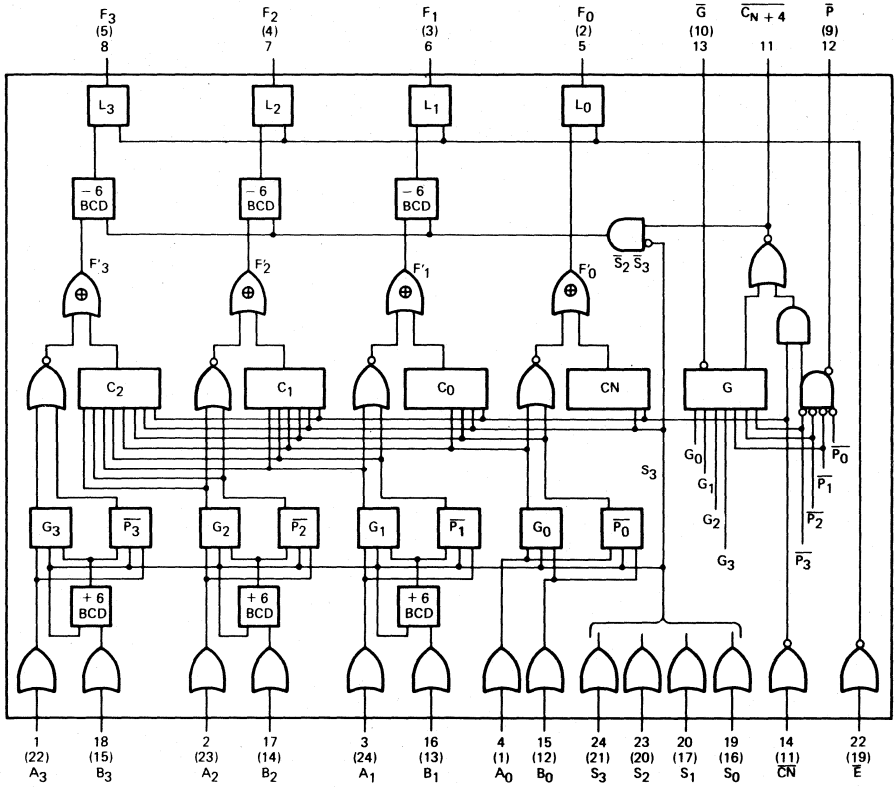 F₃ F₂ F₁ F₀ G̅ C̅N̅ ̅+̅ ̅4̅ P̅
(5) (4) (3) (2) (10) (9)
8 7 6 5 13 11 12
L₃ L₂ L₁ L₀
− 6 − 6 − 6
BCD BCD BCD
S̅₂ S̅₃
F'₃ F'₂ F'₁ F'₀
⊕ ⊕ ⊕ ⊕
C₂ C₁ C₀ CN G
G₀ P̅₀
S₃
G₁ P̅₁
G₂ P̅₂
G₃ P̅₃
G₃ P̅₃ G₂ P̅₂ G₁ P̅₁ G₀ P̅₀
+ 6 + 6 + 6
BCD BCD BCD
1 18 2 17 3 16 4 15 24 23 20 19 14 22
(22) (15) (23) (14) (24) (13) (1) (12) (21) (20) (17) (16) (11) (19)
A₃ B₃ A₂ B₂ A₁ B₁ A₀ B₀ S₃ S₂ S₁ S₀ C̅N̅ E̅